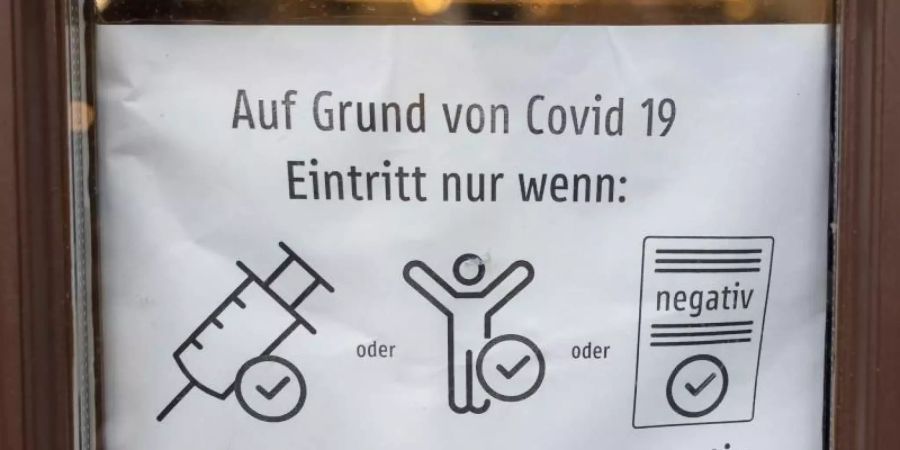 Auf Grund von Covid 19
Eintritt nur wenn:
oder
oder
negativ